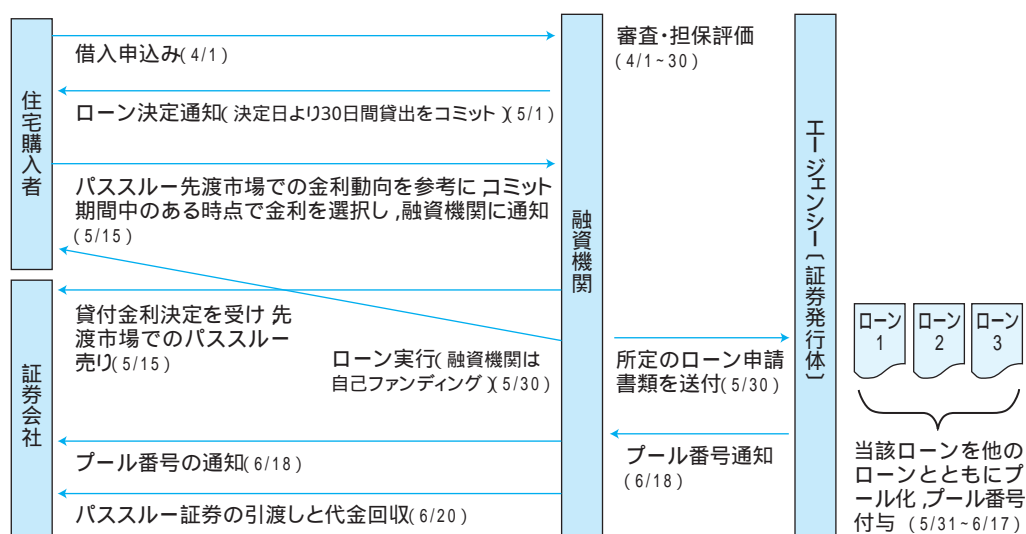 住宅購入者
借入申込み(4/1)
審査・担保評価
(4/1~30)
ローン決定通知(決定日より30日間貸出をコミット)(5/1)
パススルー先渡市場での金利動向を参考に,コミット
期間中のある時点で金利を選択し,融資機関に通知
(5/15)
融資機関
エージェンシー〔証券発行体〕
証券会社
貸付金利決定を受け,先
渡市場でのパススルー
売り(5/15)
ローン実行(融資機関は
自己ファンディング)(5/30)
所定のローン申請
書類を送付(5/30)
ローン
1
ローン
2
ローン
3
プール番号の通知(6/18)
プール番号通知
(6/18)
当該ローンを他の
ローンとともにプ
ール化,プール番号
付与 (5/31~6/17)
パススルー証券の引渡しと代金回収(6/20)